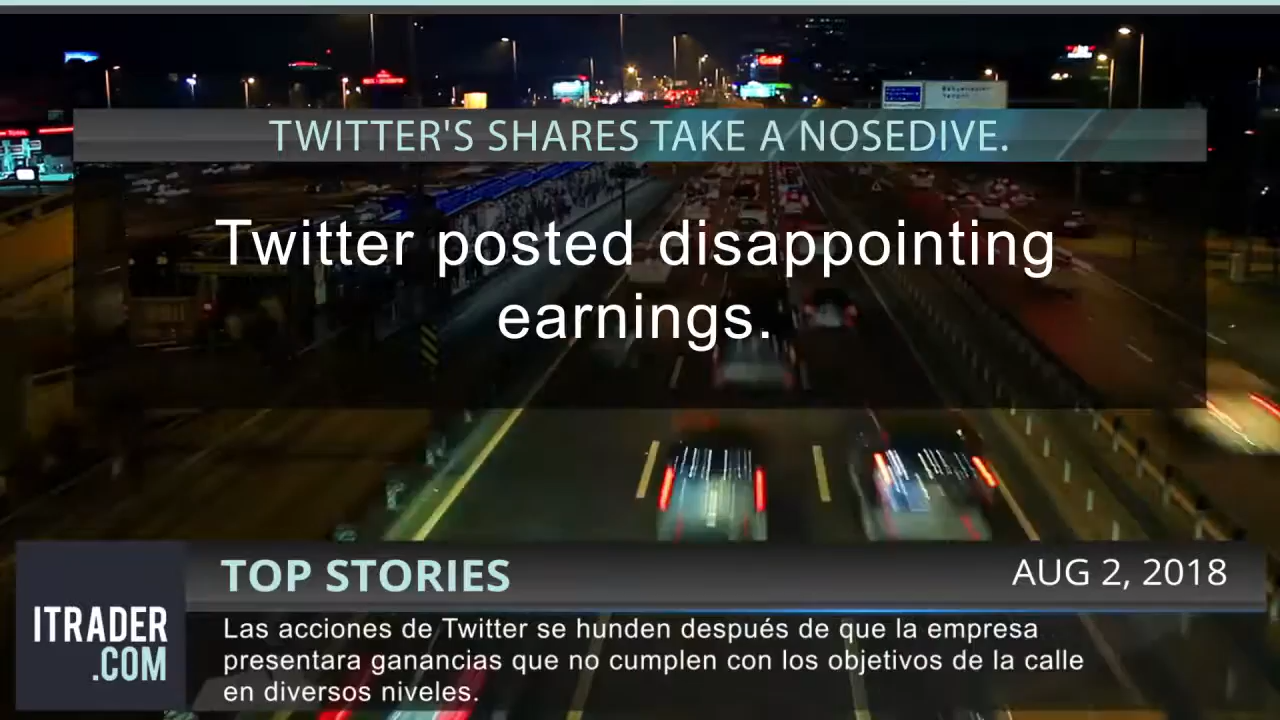 TWITTER'S SHARES TAKE A NOSEDIVE.
Twitter posted disappointing
earnings.
TOP STORIES
AUG 2, 2018
ITRADER
.COM
Las acciones de Twitter se hunden después de que la empresa
presentara ganancias que no cumplen con los objetivos de la calle
en diversos niveles.